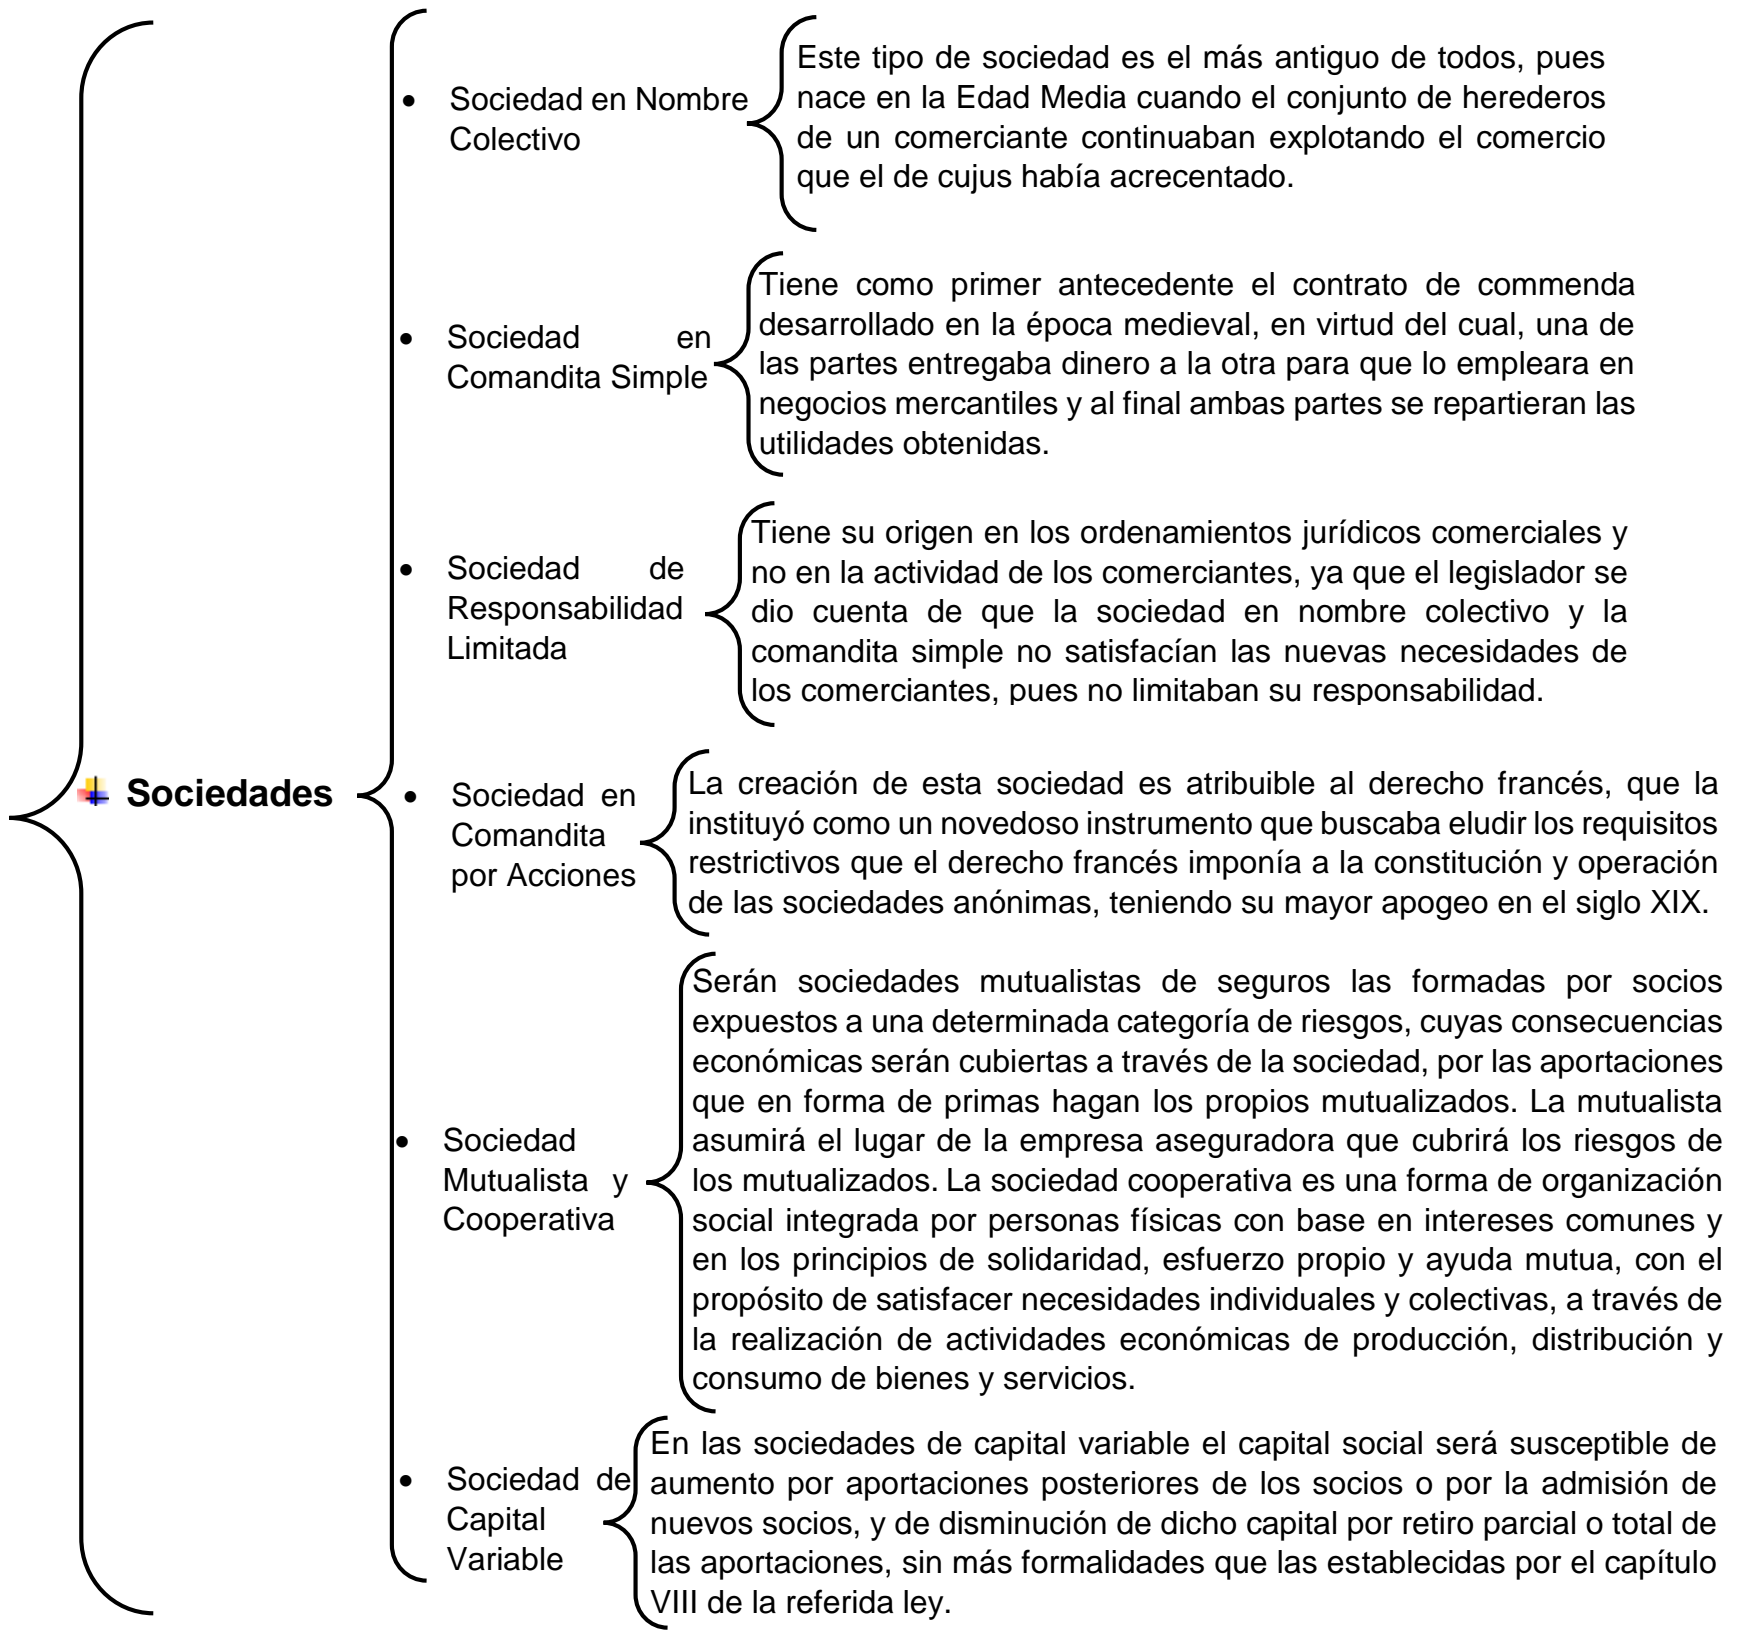 Sociedades
Sociedad en Nombre
Colectivo
Este tipo de sociedad es el más antiguo de todos, pues
nace en la Edad Media cuando el conjunto de herederos
de un comerciante continuaban explotando el comercio
que el de cujus había acrecentado.
Sociedad en
Comandita Simple
Tiene como primer antecedente el contrato de commenda
desarrollado en la época medieval, en virtud del cual, una de
las partes entregaba dinero a la otra para que lo empleara en
negocios mercantiles y al final ambas partes se repartieran las
utilidades obtenidas.
Sociedad de
Responsabilidad
Limitada
Tiene su origen en los ordenamientos jurídicos comerciales y
no en la actividad de los comerciantes, ya que el legislador se
dio cuenta de que la sociedad en nombre colectivo y la
comandita simple no satisfacían las nuevas necesidades de
los comerciantes, pues no limitaban su responsabilidad.
Sociedad en
Comandita
por Acciones
La creación de esta sociedad es atribuible al derecho francés, que la
instituyó como un novedoso instrumento que buscaba eludir los requisitos
restrictivos que el derecho francés imponía a la constitución y operación
de las sociedades anónimas, teniendo su mayor apogeo en el siglo XIX.
Sociedad
Mutualista y
Cooperativa
Serán sociedades mutualistas de seguros las formadas por socios
expuestos a una determinada categoría de riesgos, cuyas consecuencias
económicas serán cubiertas a través de la sociedad, por las aportaciones
que en forma de primas hagan los propios mutualizados. La mutualista
asumirá el lugar de la empresa aseguradora que cubrirá los riesgos de
los mutualizados. La sociedad cooperativa es una forma de organización
social integrada por personas físicas con base en intereses comunes y
en los principios de solidaridad, esfuerzo propio y ayuda mutua, con el
propósito de satisfacer necesidades individuales y colectivas, a través de
la realización de actividades económicas de producción, distribución y
consumo de bienes y servicios.
Sociedad de
Capital
Variable
En las sociedades de capital variable el capital social será susceptible de
aumento por aportaciones posteriores de los socios o por la admisión de
nuevos socios, y de disminución de dicho capital por retiro parcial o total de
las aportaciones, sin más formalidades que las establecidas por el capítulo
VIII de la referida ley.